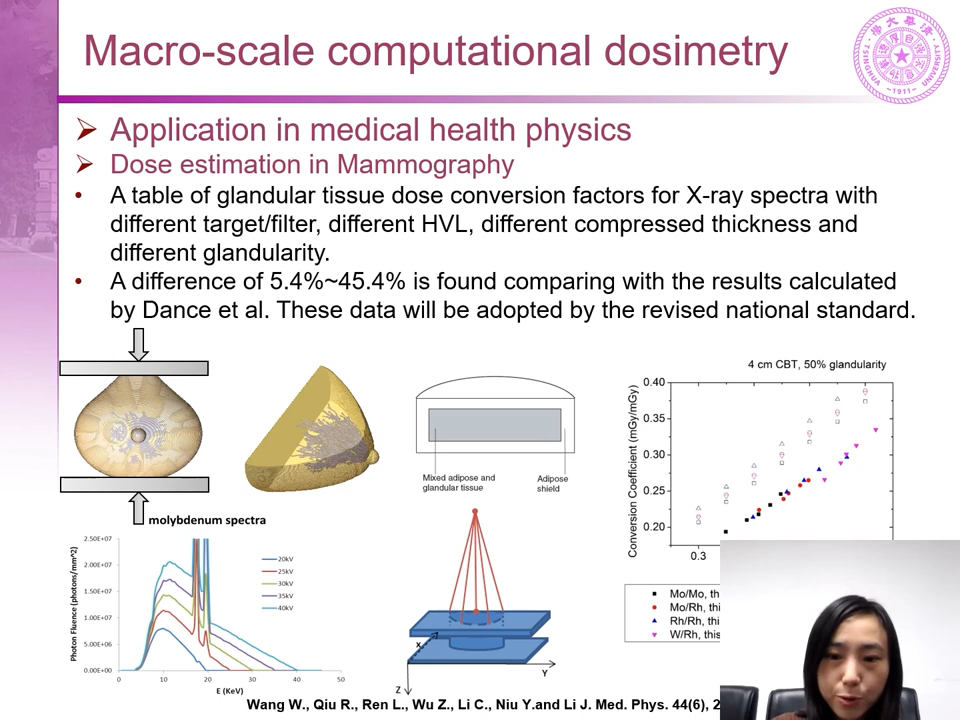 Macro-scale computational dosimetry
TSINGHUA UNIVERSITY
1911
Application in medical health physics
Dose estimation in Mammography
A table of glandular tissue dose conversion factors for X-ray spectra with
different target/filter, different HVL, different compressed thickness and
different glandularity.
A difference of 5.4%~45.4% is found comparing with the results calculated
by Dance et al. These data will be adopted by the revised national standard.
Mixed adipose and
glandular tissue
Adipose
shield
4 cm CBT, 50% glandularity
Conversion Coefficient (mGy/mGy)
0.40
0.35
0.30
0.25
0.20
0.3
Mo/Mo, th
Mo/Rh, thi
Rh/Rh, thi
W/Rh, this
molybdenum spectra
Photon Fluence (photons/mm^2)
2.50E+07
2.00E+07
1.50E+07
1.00E+07
5.00E+06
0.00E+00
0 10 20 30 40 50
E (KeV)
20kV
25kV
30kV
35kV
40kV
x
Y
Z
Wang W., Qiu R., Ren L., Wu Z., Li C., Niu Y.and Li J. Med. Phys. 44(6), 2